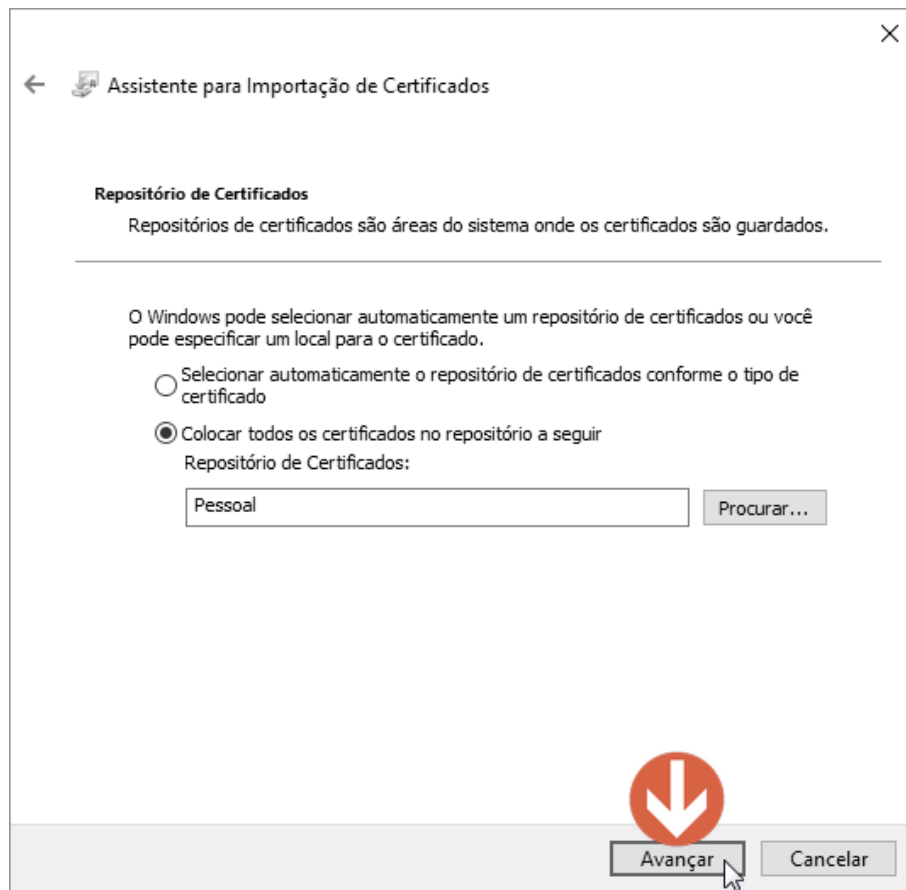 Assistente para Importação de Certificados
Repositório de Certificados
Repositórios de certificados são áreas do sistema onde os certificados são guardados.
O Windows pode selecionar automaticamente um repositório de certificados ou você
pode especificar um local para o certificado.
Selecionar automaticamente o repositório de certificados conforme o tipo de
certificado
Colocar todos os certificados no repositório a seguir
Repositório de Certificados:
Pessoal
Procurar...
Avançar
Cancelar